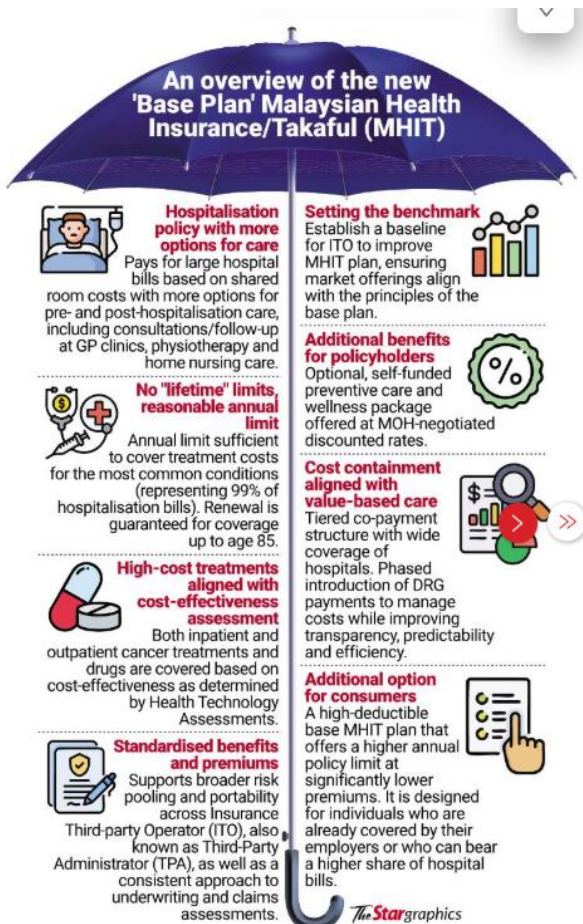 An overview of the new
'Base Plan' Malaysian Health
Insurance/Takaful (MHIT)
Hospitalisation
policy with more
options for care
Pays for large hospital
bills based on shared
room costs with more options for
pre- and post-hospitalisation care,
including consultations/follow-up
at GP clinics, physiotherapy and
home nursing care.
No "lifetime" limits,
reasonable annual
limit
Annual limit sufficient
to cover treatment costs
for the most common conditions
(representing 99% of
hospitalisation bills). Renewal is
guaranteed for coverage
up to age 85.
High-cost treatments
aligned with
cost-effectiveness
assessment
Both inpatient and
outpatient cancer treatments and
drugs are covered based on
cost-effectiveness as determined
by Health Technology
Assessments.
Standardised benefits
and premiums
Supports broader risk
pooling and portability
across Insurance
Third-party Operator (ITO), also
known as Third-Party
Administrator (TPA), as well as a
consistent approach to
underwriting and claims
assessments.
Setting the benchmark
Establish a baseline
for ITO to improve
MHIT plan, ensuring
market offerings align
with the principles of the
base plan.
Additional benefits
for policyholders
Optional, self-funded
preventive care and
wellness package
offered at MOH-negotiated
discounted rates.
%
Cost containment
aligned with
value-based care
Tiered co-payment
structure with wide
coverage of
hospitals. Phased
introduction of DRG
payments to manage
costs while improving
transparency, predictability
and efficiency.
$
Additional option
for consumers
A high-deductible
base MHIT plan that
offers a higher annual
policy limit at
significantly lower
premiums. It is designed
for individuals who are
already covered by their
employers or who can bear
a higher share of hospital
bills.
TheStargraphics